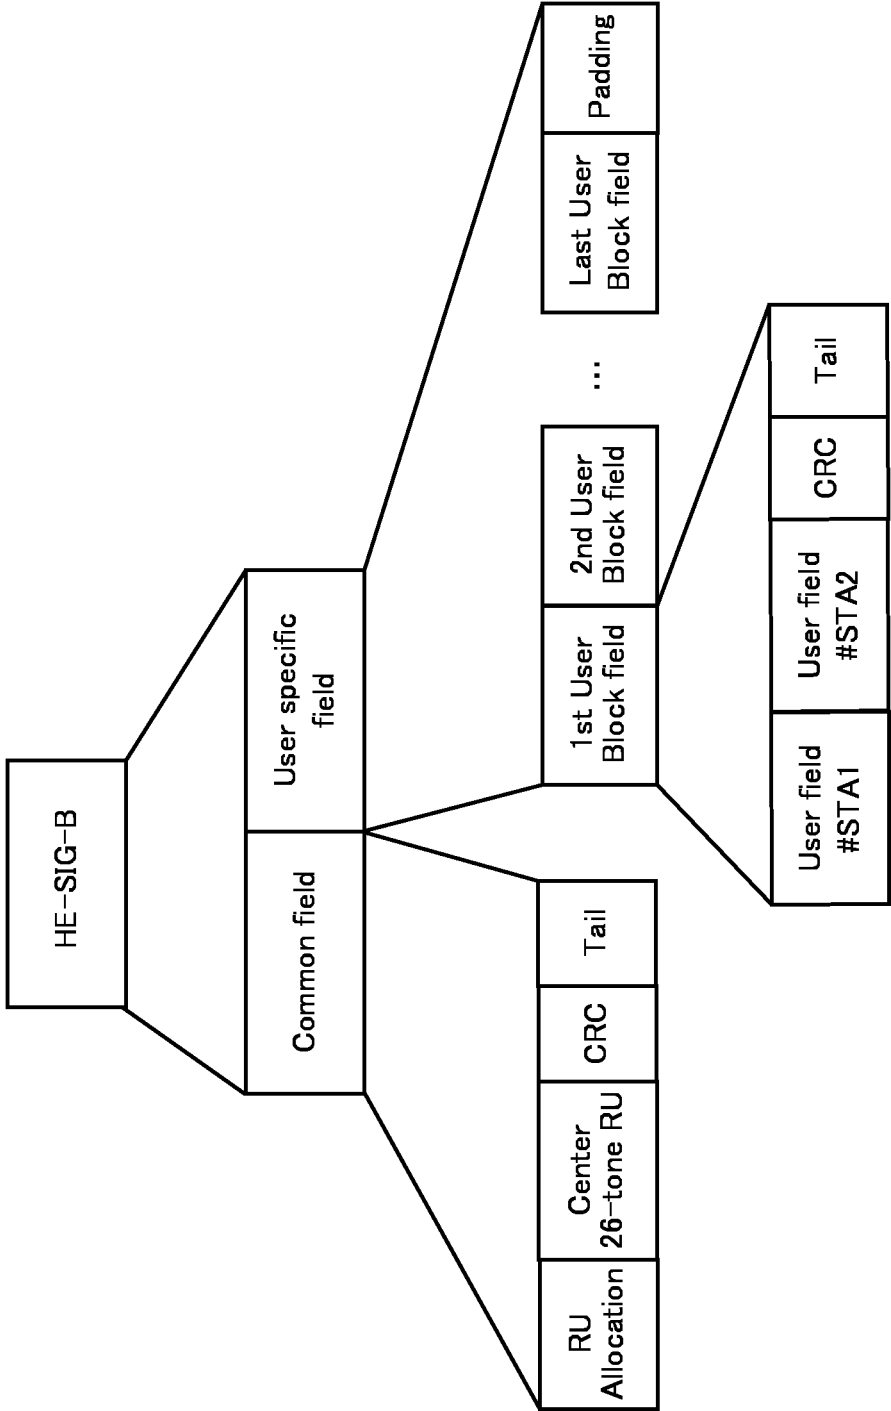 HE-SIG-B
Common field
User specific
field
RU
Allocation
Center
26-tone RU
CRC
Tail
1st User
Block field
2nd User
Block field
...
Last User
Block field
Padding
User field
#STA1
User field
#STA2
CRC
Tail